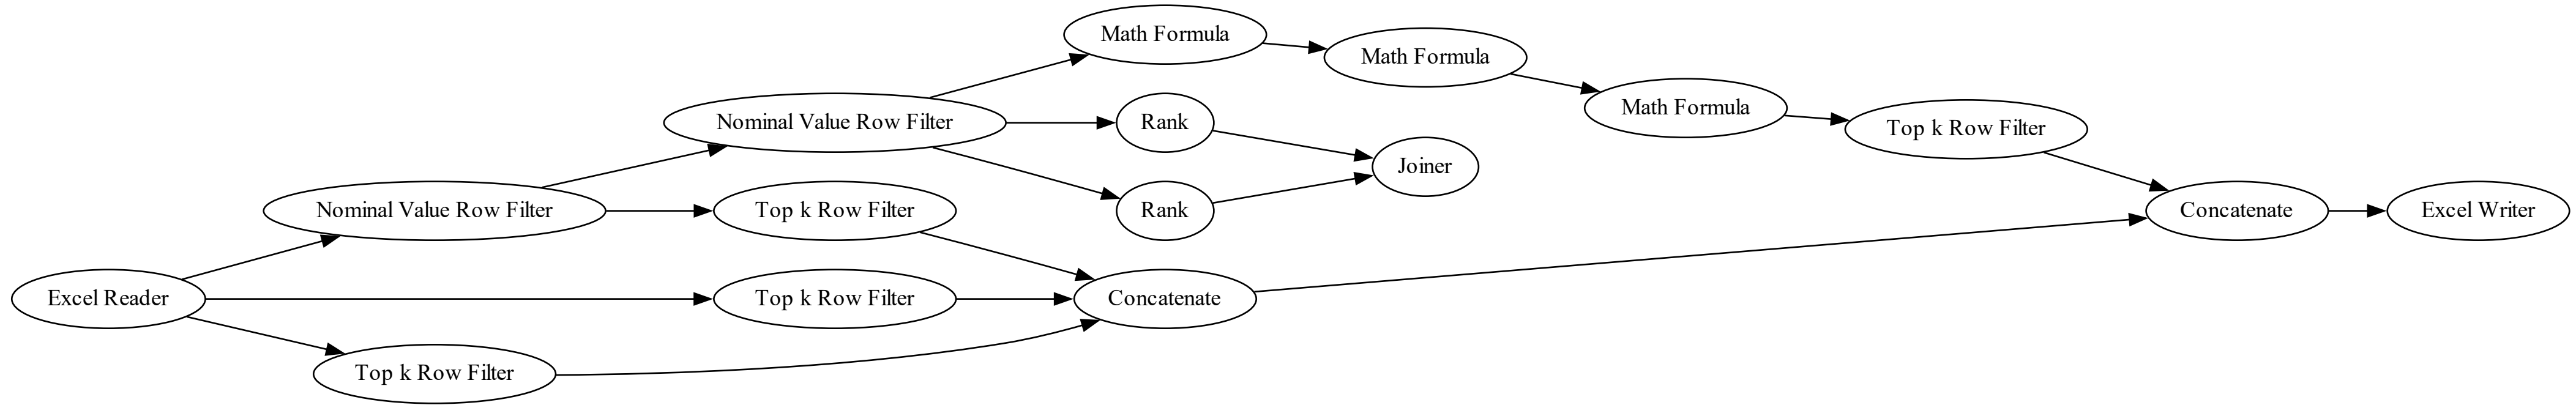 Math Formula
Math Formula
Math Formula
Nominal Value Row Filter
Rank
Top k Row Filter
Joiner
Nominal Value Row Filter
Top k Row Filter
Rank
Concatenate
Excel Writer
Excel Reader
Top k Row Filter
Concatenate
Top k Row Filter